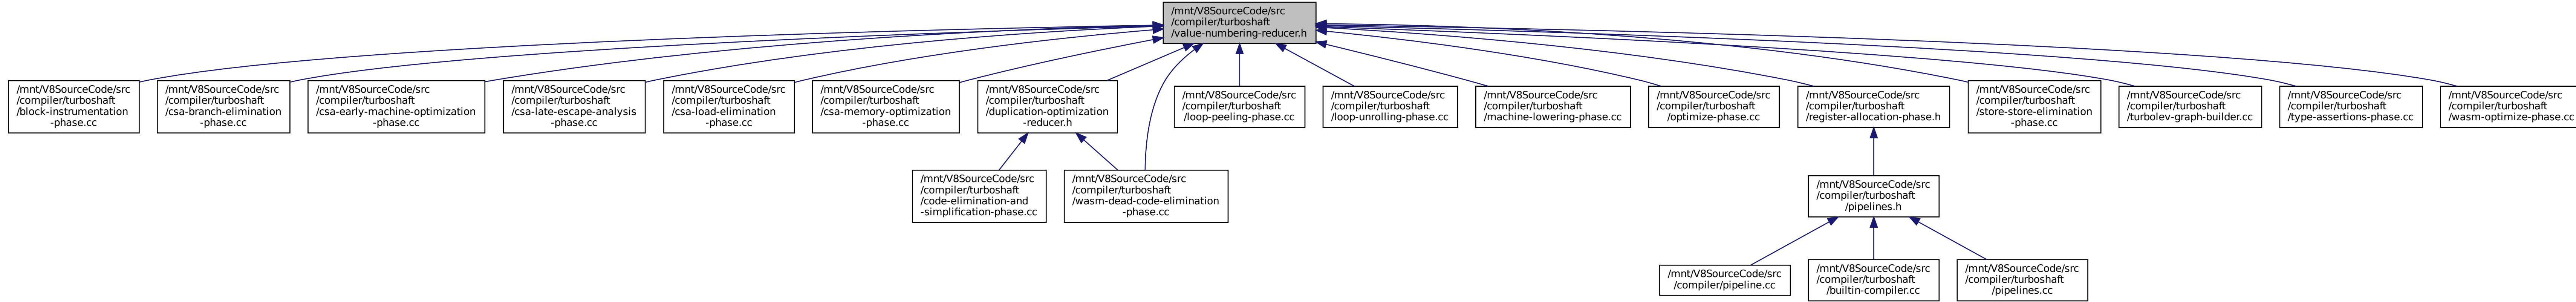 /mnt/V8SourceCode/src
/compiler/turboshaft
/value-numbering-reducer.h
/mnt/V8SourceCode/src
/compiler/turboshaft
/block-instrumentation
-phase.cc
/mnt/V8SourceCode/src
/compiler/turboshaft
/csa-branch-elimination
-phase.cc
/mnt/V8SourceCode/src
/compiler/turboshaft
/csa-early-machine-optimization
-phase.cc
/mnt/V8SourceCode/src
/compiler/turboshaft
/csa-late-escape-analysis
-phase.cc
/mnt/V8SourceCode/src
/compiler/turboshaft
/csa-load-elimination
-phase.cc
/mnt/V8SourceCode/src
/compiler/turboshaft
/csa-memory-optimization
-phase.cc
/mnt/V8SourceCode/src
/compiler/turboshaft
/duplication-optimization
-reducer.h
/mnt/V8SourceCode/src
/compiler/turboshaft
/loop-peeling-phase.cc
/mnt/V8SourceCode/src
/compiler/turboshaft
/loop-unrolling-phase.cc
/mnt/V8SourceCode/src
/compiler/turboshaft
/machine-lowering-phase.cc
/mnt/V8SourceCode/src
/compiler/turboshaft
/optimize-phase.cc
/mnt/V8SourceCode/src
/compiler/turboshaft
/register-allocation-phase.h
/mnt/V8SourceCode/src
/compiler/turboshaft
/store-store-elimination
-phase.cc
/mnt/V8SourceCode/src
/compiler/turboshaft
/turbolev-graph-builder.cc
/mnt/V8SourceCode/src
/compiler/turboshaft
/type-assertions-phase.cc
/mnt/V8SourceCode/src
/compiler/turboshaft
/wasm-optimize-phase.cc
/mnt/V8SourceCode/src
/compiler/turboshaft
/code-elimination-and
-simplification-phase.cc
/mnt/V8SourceCode/src
/compiler/turboshaft
/wasm-dead-code-elimination
-phase.cc
/mnt/V8SourceCode/src
/compiler/turboshaft
/pipelines.h
/mnt/V8SourceCode/src
/compiler/pipeline.cc
/mnt/V8SourceCode/src
/compiler/turboshaft
/builtin-compiler.cc
/mnt/V8SourceCode/src
/compiler/turboshaft
/pipelines.cc